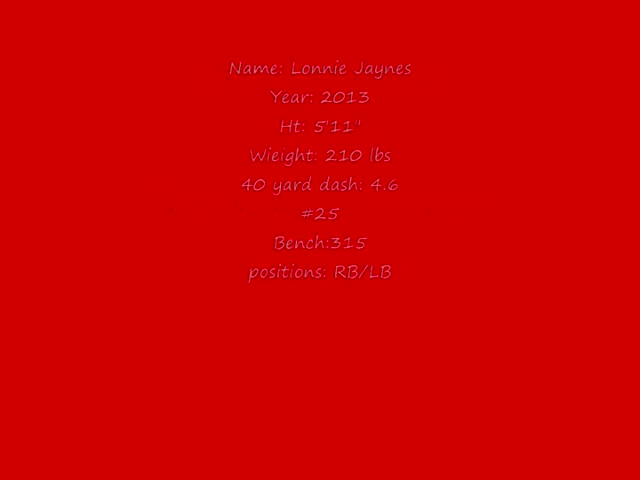 Name: Lonnie Jaynes
Year: 2013
Ht: 5'11"
Wieight: 210 lbs
40 yard dash: 4.6
#25
Bench:315
positions: RB/LB